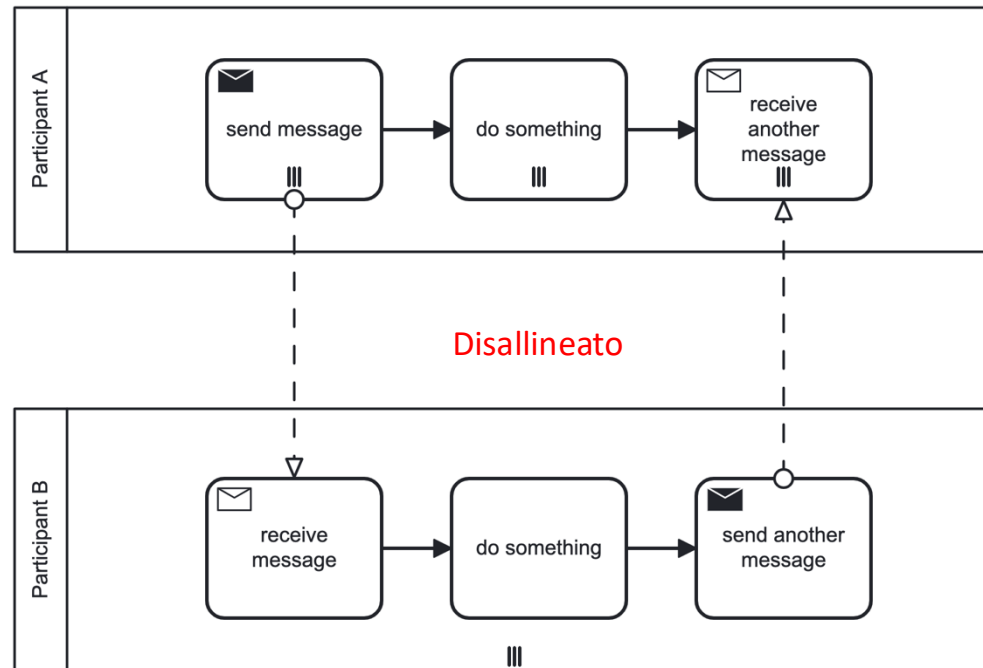 Participant A
send message
do something
receive
another
message
Disallineato
Participant B
receive
message
do something
send another
message